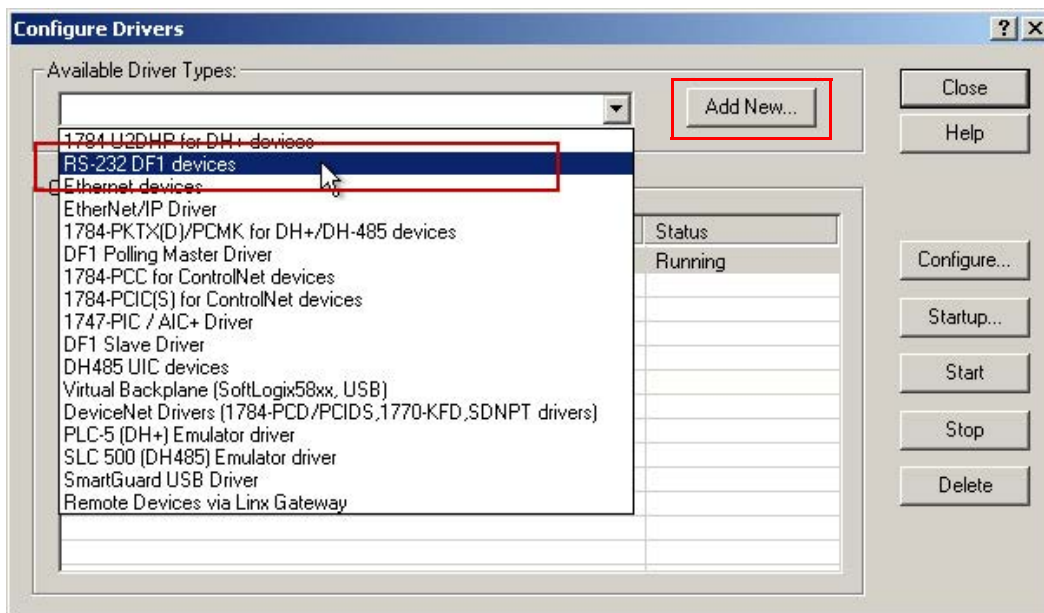 Configure Drivers
Available Driver Types:
Add New...
Close
Help
1784-U2DHP for DH+ devices
RS-232 DF1 devices
Ethernet devices
EtherNet/IP Driver
1784-PKTX(D)/PCMK for DH+/DH-485 devices
DF1 Polling Master Driver
1784-PCC for ControlNet devices
1784-PCIC(S) for ControlNet devices
1747-PIC / AIC+ Driver
DF1 Slave Driver
DH485 UIC devices
Virtual Backplane (SoftLogix58xx, USB)
DeviceNet Drivers (1784-PCD/PCIDS,1770-KFD,SDNPT drivers)
PLC-5 (DH+) Emulator driver
SLC 500 (DH485) Emulator driver
SmartGuard USB Driver
Remote Devices via Linx Gateway
Status
Running
Configure...
Startup...
Start
Stop
Delete